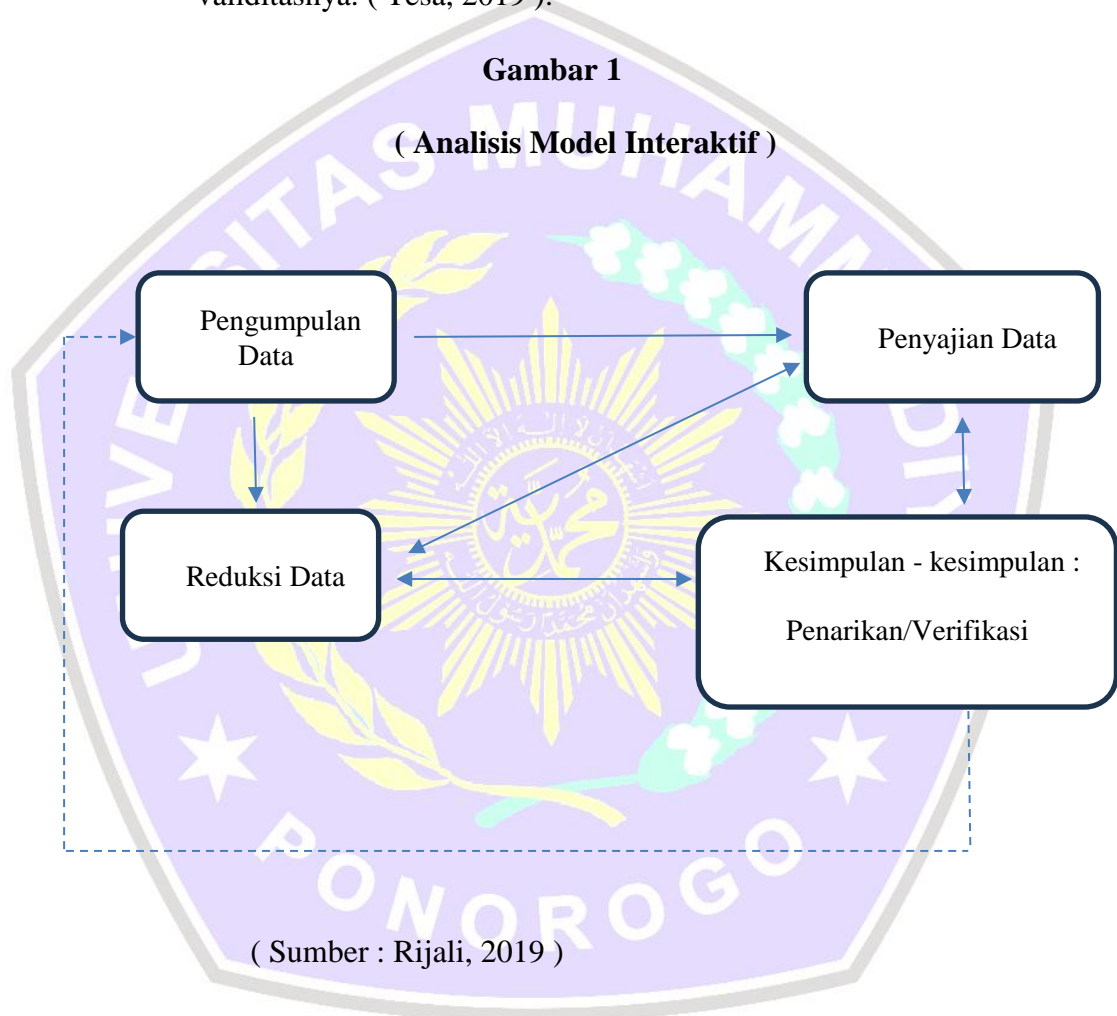 validitasnya. ( Tesa, 2019 ).
Gambar 1
( Analisis Model Interaktif )
Pengumpulan
Data
Penyajian Data
Reduksi Data
Kesimpulan - kesimpulan :
Penarikan/Verifikasi
( Sumber : Rijali, 2019 )
PONOROGO